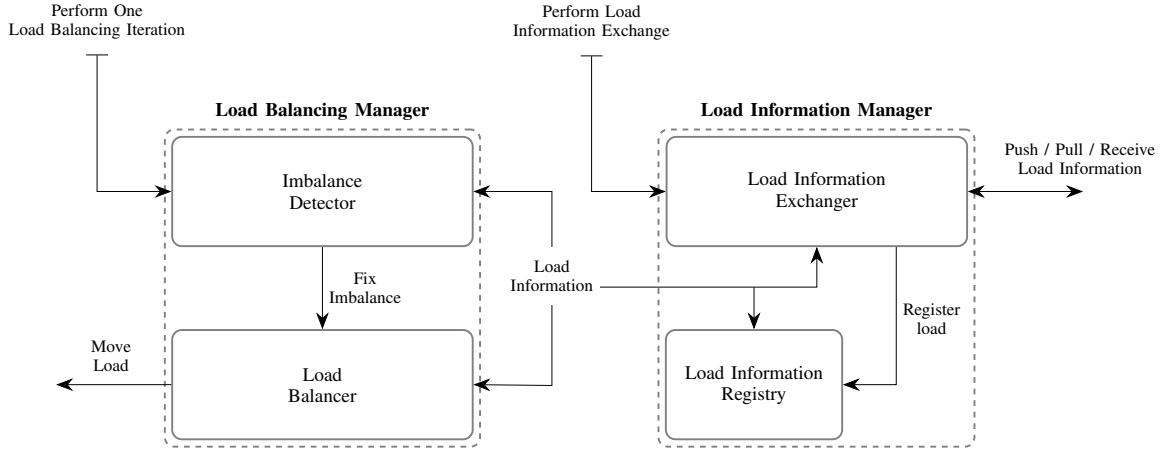 Perform One
Load Balancing Iteration
Perform Load
Information Exchange
Load Balancing Manager
Load Information Manager
Imbalance
Detector
Load Information
Exchanger
Push / Pull / Receive
Load Information
Fix
Imbalance
Load
Information
Register
load
Move
Load
Load
Balancer
Load Information
Registry